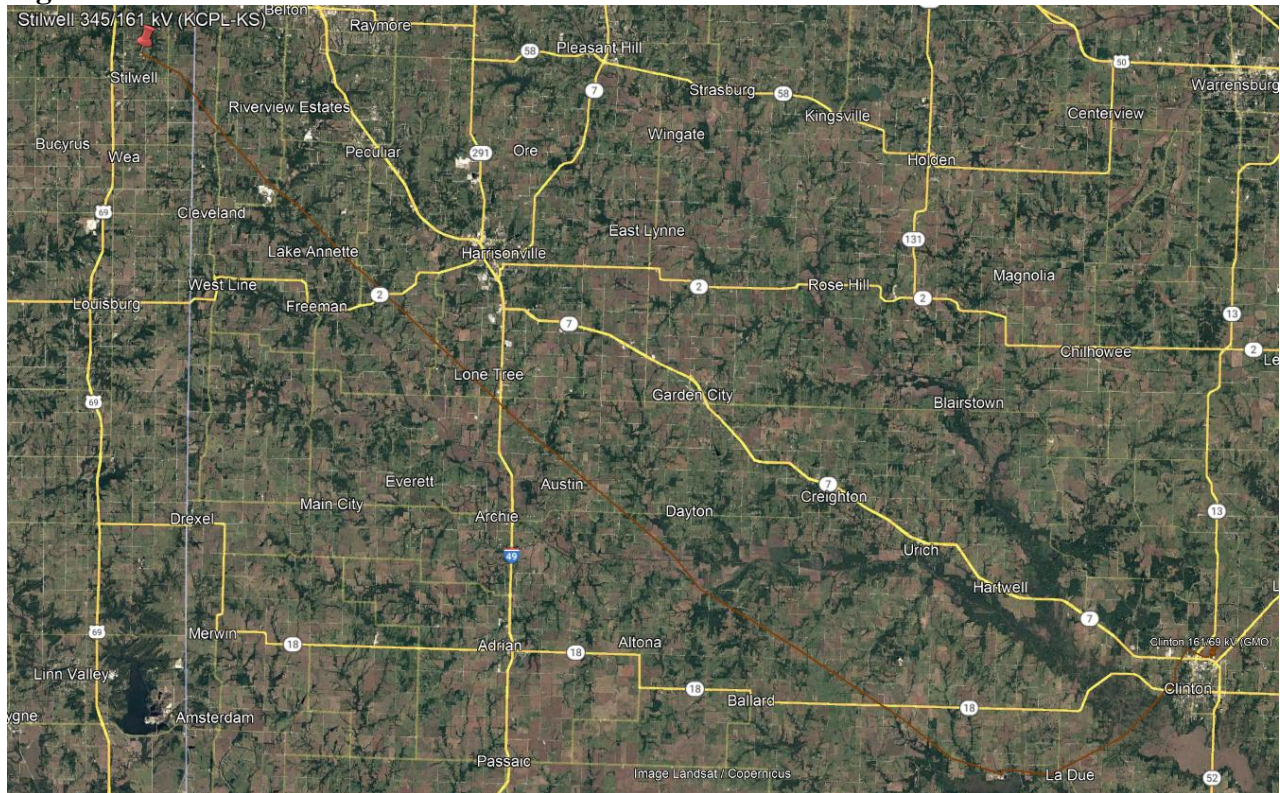 Stilwell 345/161 kV (KCPL-KS)
Belton
Raymore
58
Pleasant Hill
50
Stilwell
7
Strasburg
58
Warrensburg
Riverview Estates
Kingsville
Centerview
Bucyrus
Wea
Peculiar
291
Ore
Wingate
Holden
69
Cleveland
East Lynne
131
Lake Annette
Harrisonville
Magnolia
West Line
2
2
Rose Hill
2
Louisburg
Freeman
7
13
Chilhowee
2
Le
Lone Tree
69
Garden City
Blairstown
Everett
Austin
7
Creighton
Main City
Archie
Dayton
13
Drexel
49
Urich
Hartwell
7
69
Merwin
18
Adrian
18
Altona
Clinton 161/69 kV (GMO)
Linn Valley
18
Ballard
18
Clinton
ygne
Amsterdam
Passaic
Image Landsat / Copernicus
La Due
52